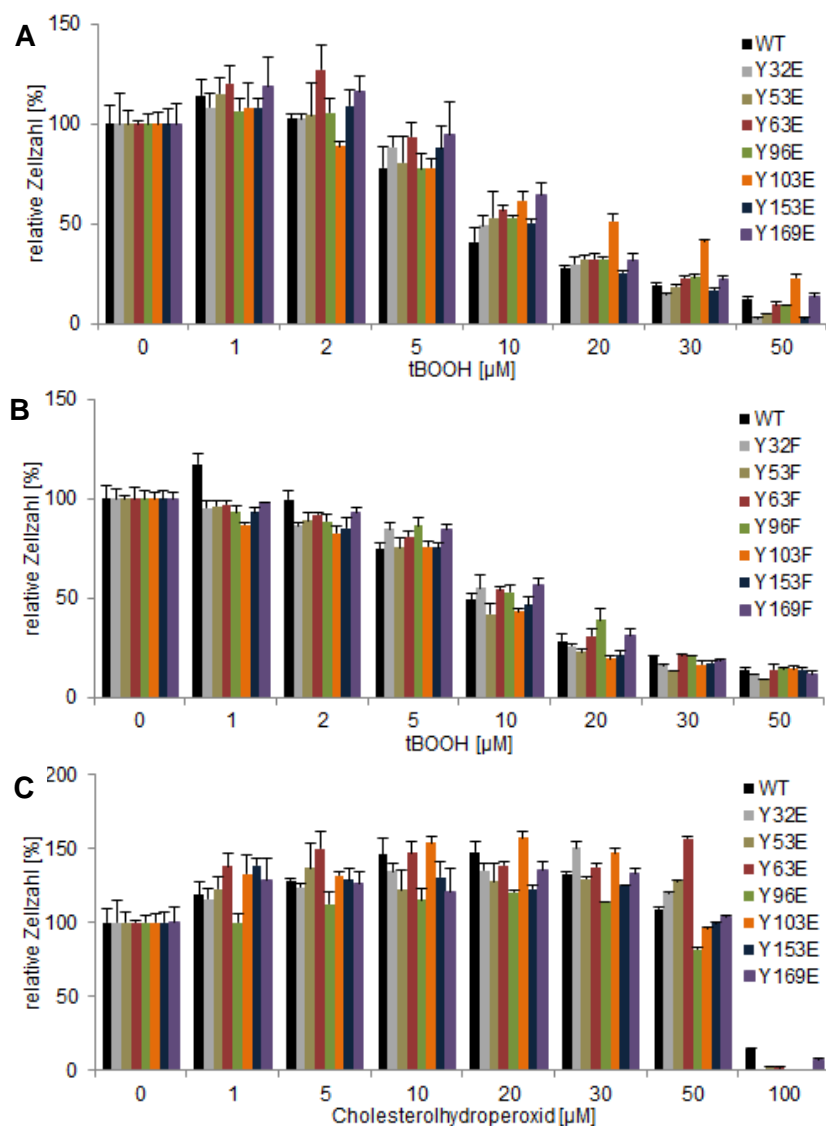 A
150
100
50
0
relative Zellzahl [%]
WT
Y32E
Y53E
Y63E
Y96E
Y103E
Y153E
Y169E
0 1 2 5 10 20 30 50
tBOOH [µM]
B
150
100
50
0
relative Zellzahl [%]
WT
Y32F
Y53F
Y63F
Y96F
Y103F
Y153F
Y169F
0 1 2 5 10 20 30 50
tBOOH [µM]
C
200
150
100
50
0
relative Zellzahl [%]
WT
Y32E
Y53E
Y63E
Y96E
Y103E
Y153E
Y169E
0 1 5 10 20 30 50 100
Cholesterolhydroperoxid [µM]